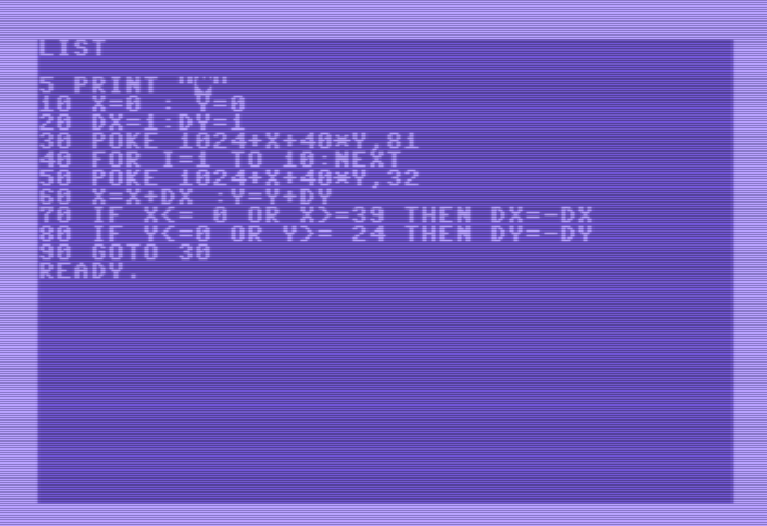 LIST
5 PRINT "♥"
10 X=0 : Y=0
20 DX=1:DY=1
30 POKE 1024+X+40*Y,81
40 FOR I=1 TO 10:NEXT
50 POKE 1024+X+40*Y,32
60 X=X+DX :Y=Y+DY
70 IF X<= 0 OR X>=39 THEN DX=-DX
80 IF Y<=0 OR Y>= 24 THEN DY=-DY
90 GOTO 30
READY.